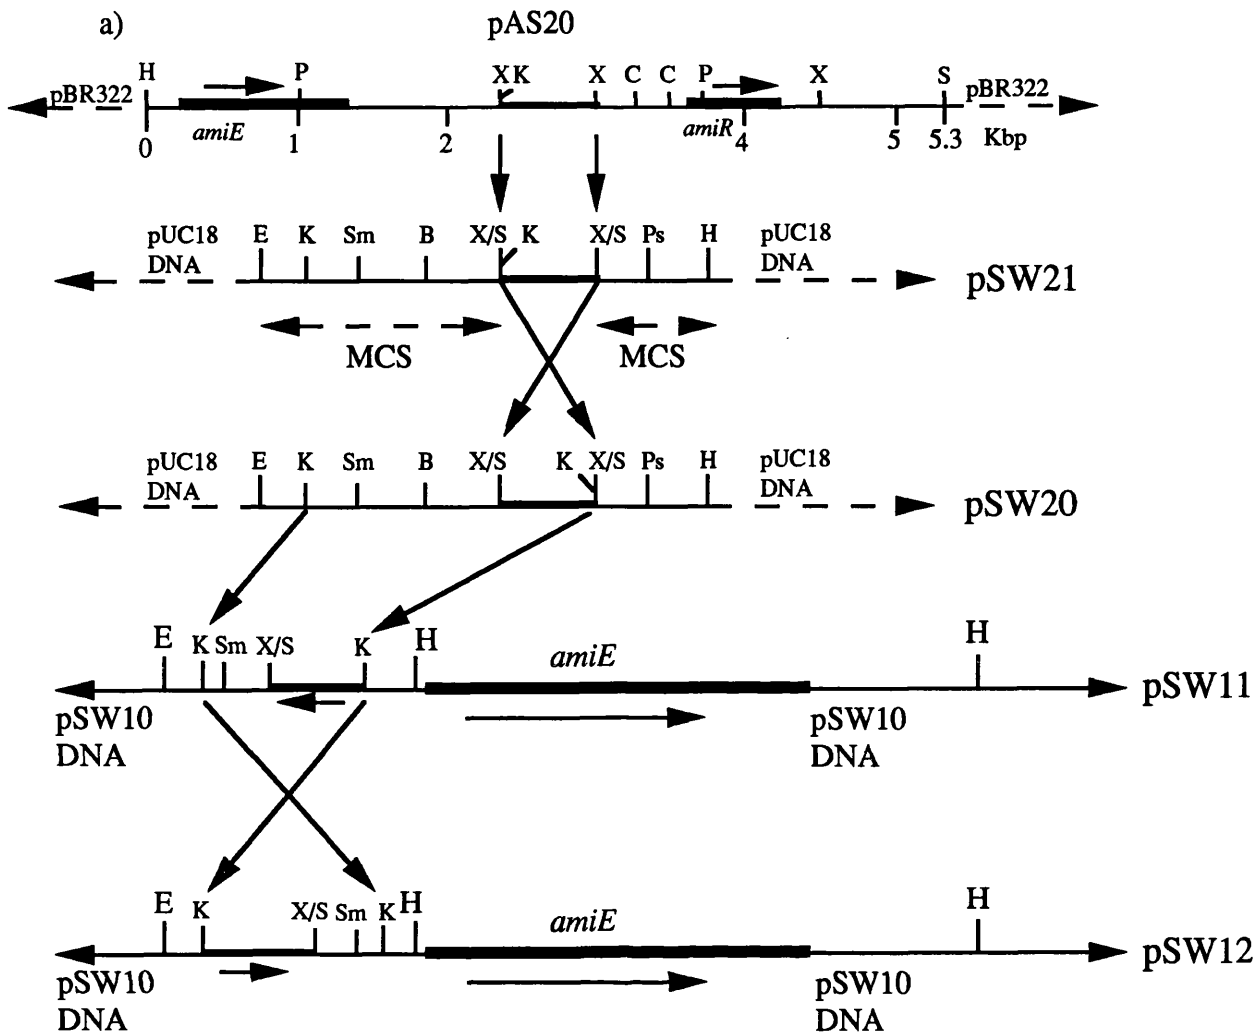 a)
pAS20
H P X K X C C P X S
pBR322 pBR322
amiE amiR
0 1 2 4 5 5.3 Kbp
pUC18 E K Sm B X/S K X/S Ps H pUC18
DNA DNA
pSW21
MCS MCS
pUC18 E K Sm B X/S K X/S Ps H pUC18
DNA DNA
pSW20
E K Sm X/S K H amiE H
pSW11
pSW10 pSW10
DNA DNA
E K X/S Sm K H amiE H
pSW12
pSW10 pSW10
DNA DNA